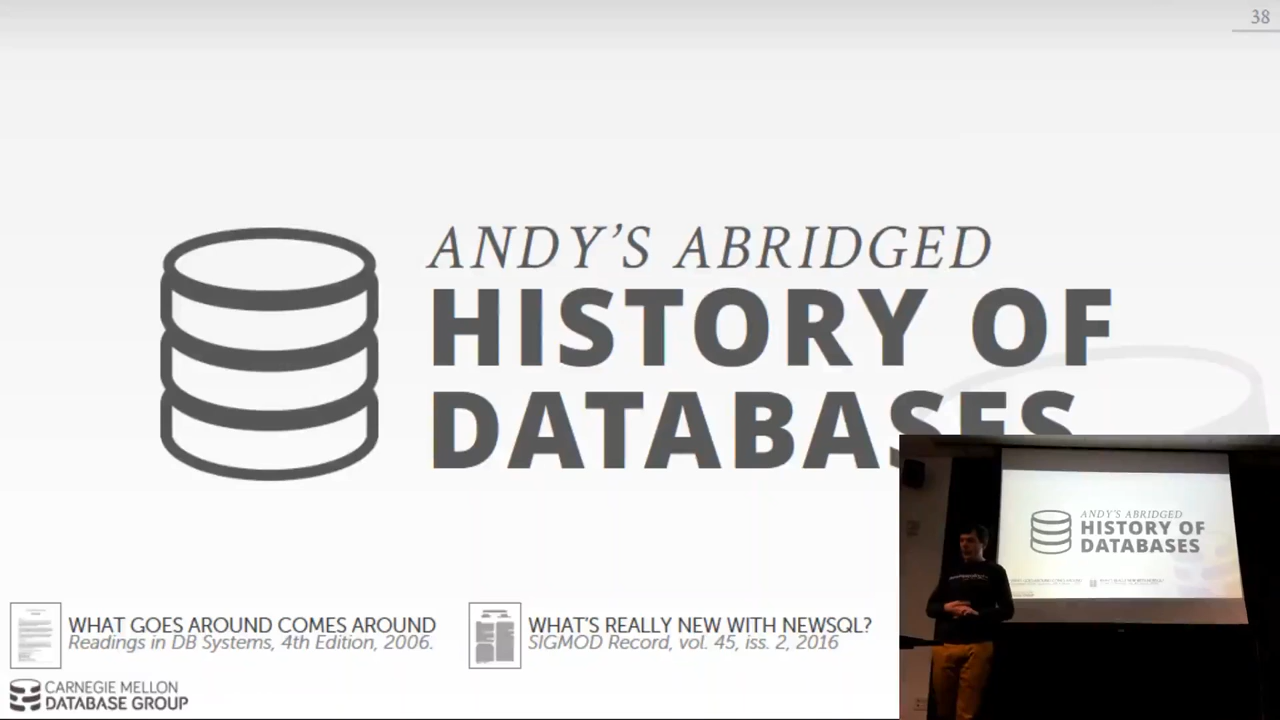 38
ANDY'S ABRIDGED
HISTORY OF
DATABASES
WHAT GOES AROUND COMES AROUND
Readings in DB Systems, 4th Edition, 2006.
WHAT'S REALLY NEW WITH NEWSQL?
SIGMOD Record, vol. 45, iss. 2, 2016
CARNEGIE MELLON
DATABASE GROUP
ANDY'S ABRIDGED
HISTORY OF
DATABASES